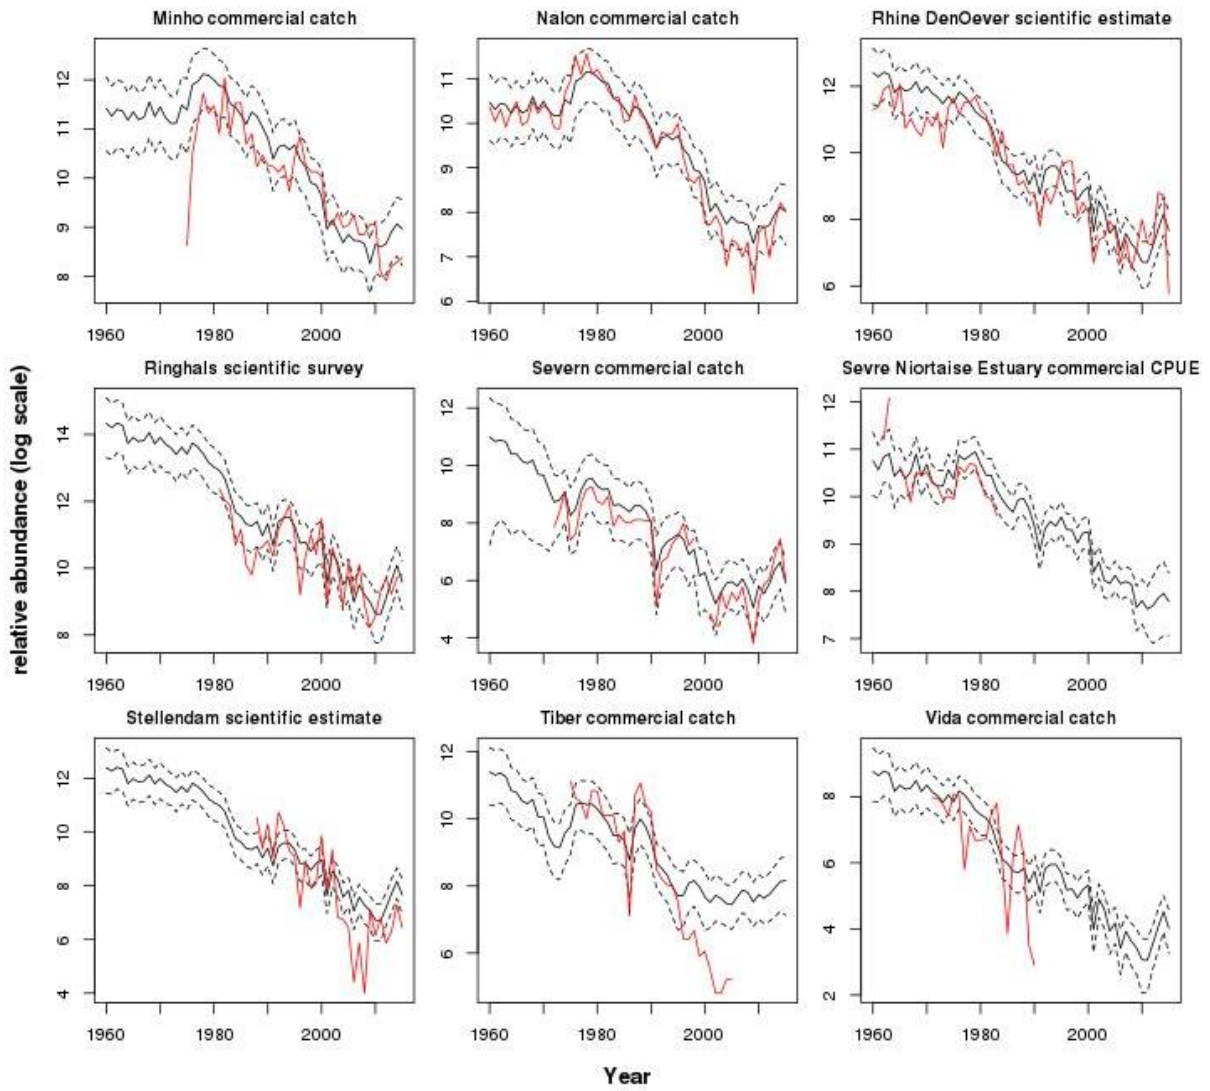 Minho commercial catch
Nalon commercial catch
Rhine DenOever scientific estimate
12
11
10
9
8
1960 1980 2000
11
10
9
8
7
6
1960 1980 2000
12
10
8
6
1960 1980 2000
Ringhals scientific survey
Severn commercial catch
Sevre Niortaise Estuary commercial CPUE
14
12
10
8
1960 1980 2000
12
10
8
6
4
1960 1980 2000
12
11
10
9
8
7
1960 1980 2000
Stellendam scientific estimate
Tiber commercial catch
Vida commercial catch
12
10
8
6
4
1960 1980 2000
12
10
8
6
1960 1980 2000
8
6
4
2
1960 1980 2000
relative abundance (log scale)
Year